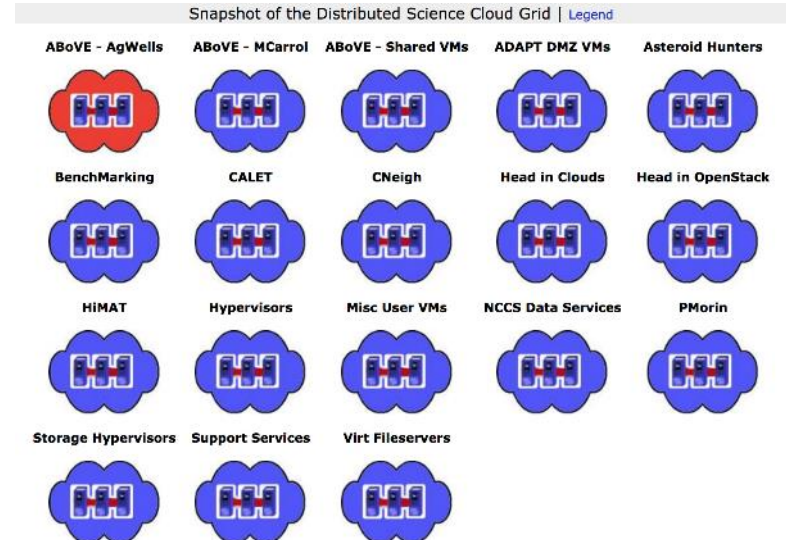 Snapshot of the Distributed Science Cloud Grid | Legend
ABoVE - AgWells ABoVE - MCarrol ABoVE - Shared VMs ADAPT DMZ VMs Asteroid Hunters
BenchMarking CALET CNeigh Head in Clouds Head in OpenStack
HiMAT Hypervisors Misc User VMs NCCS Data Services PMorin
Storage Hypervisors Support Services Virt Fileservers